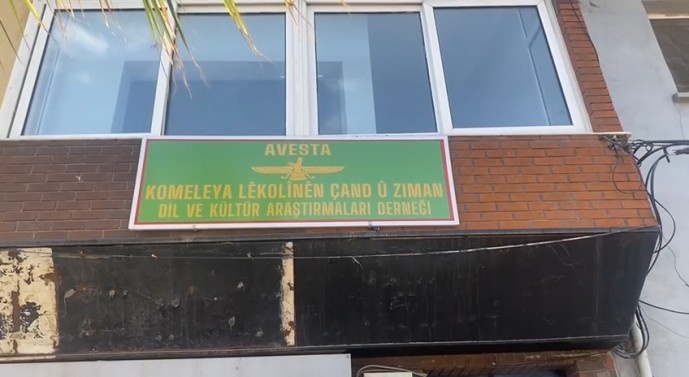 AVESTA
KOMELEYA LÊKOLÎNÊN ÇAND Û ZIMAN
DİL VE KÜLTÜR ARAŞTIRMALARI DERNEĞİ